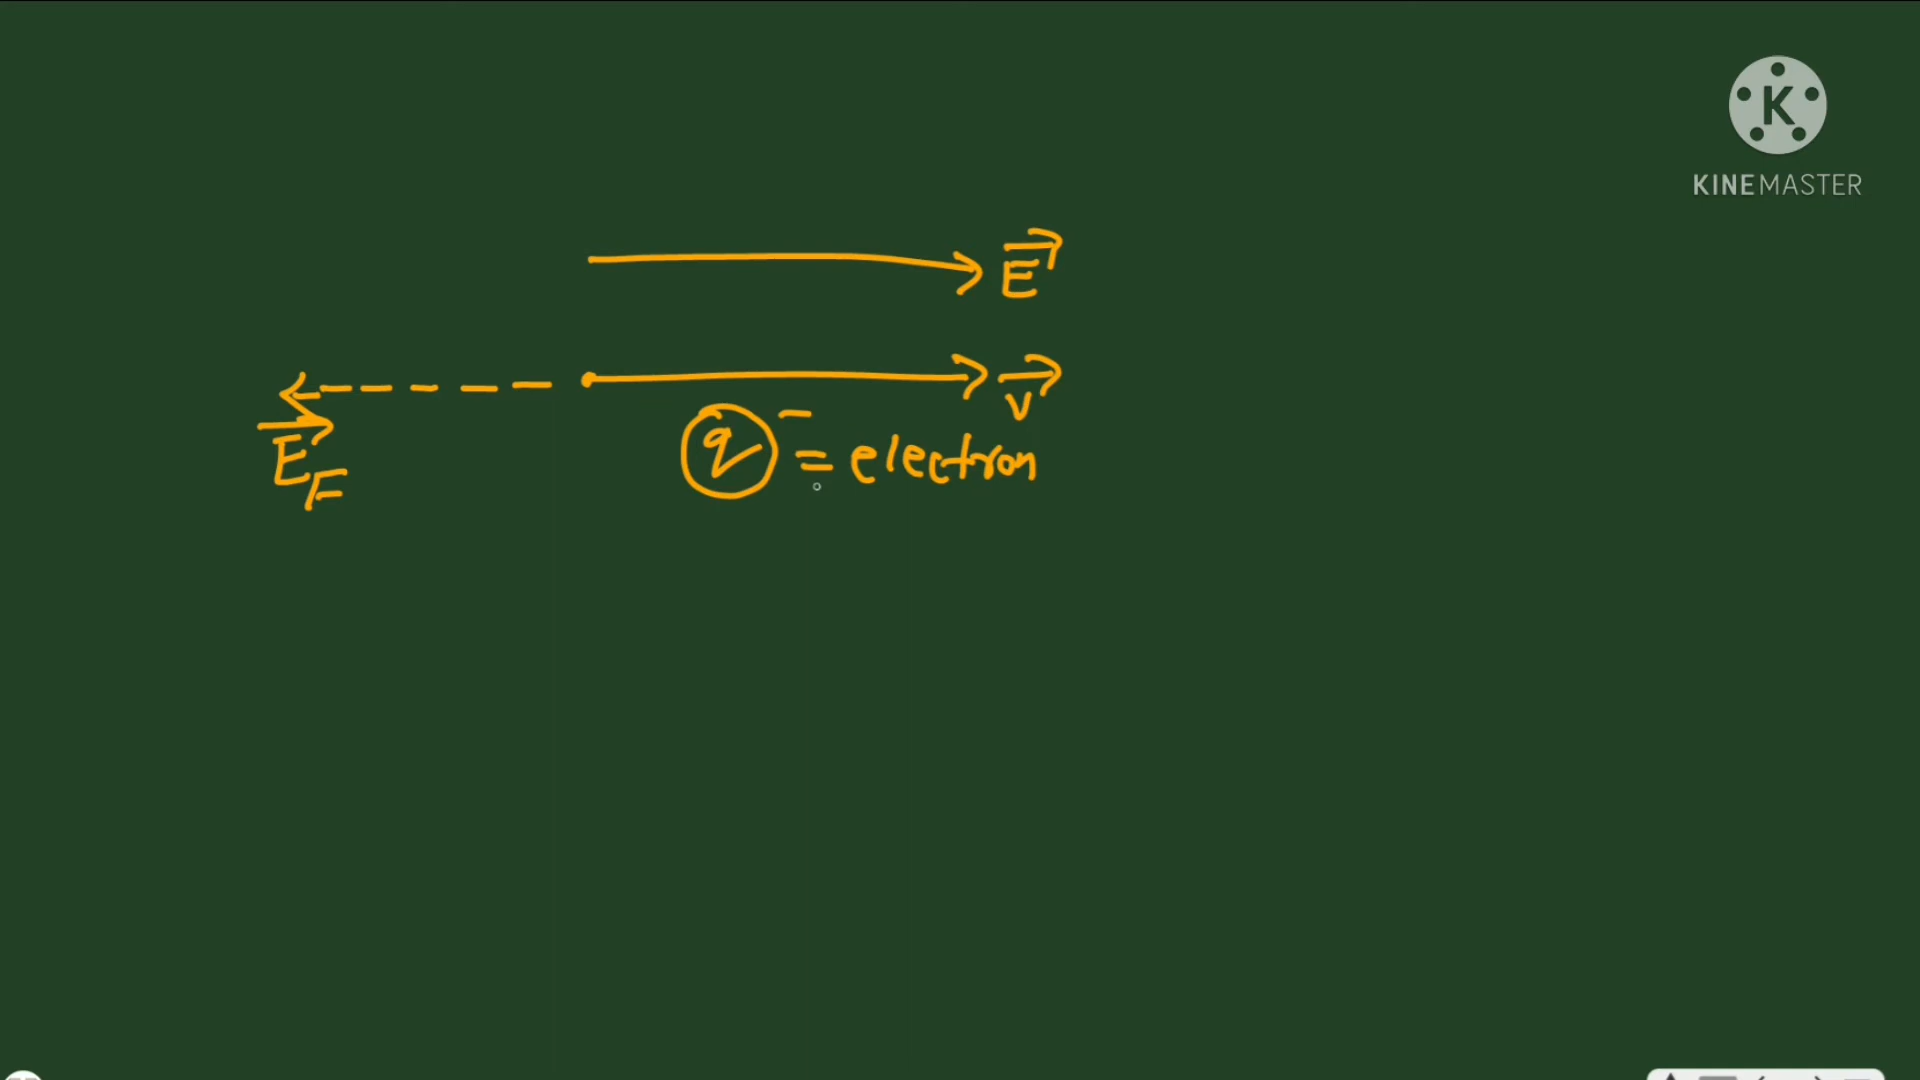 K
KINEMASTER
E
v
q⁻ = electron
E_F